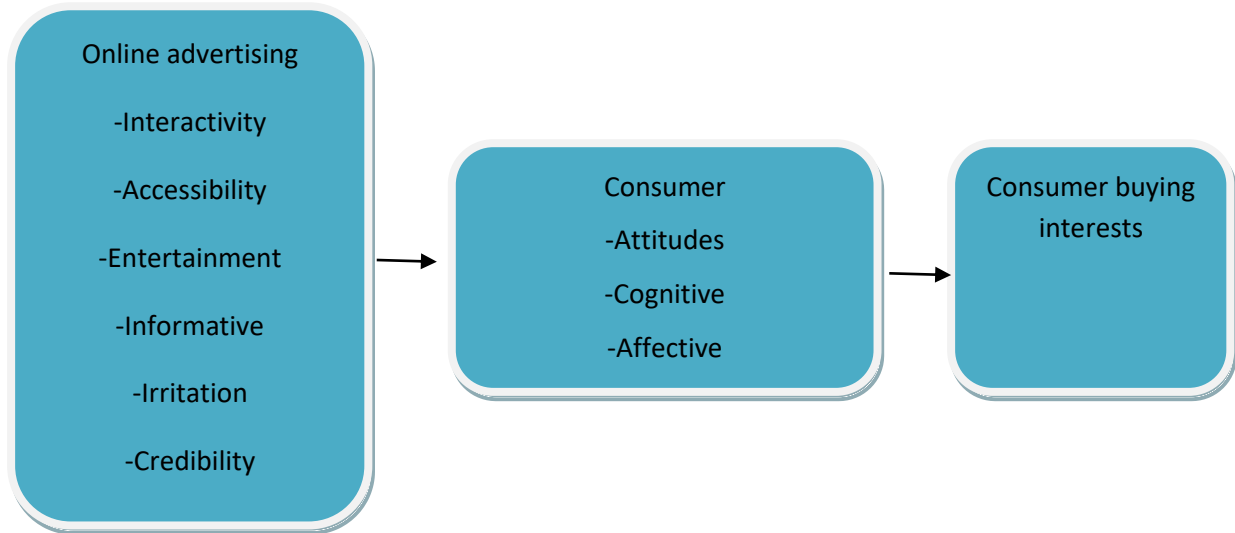 Online advertising
-Interactivity
-Accessibility
-Entertainment
-Informative
-Irritation
-Credibility
Consumer
-Attitudes
-Cognitive
-Affective
Consumer buying
interests